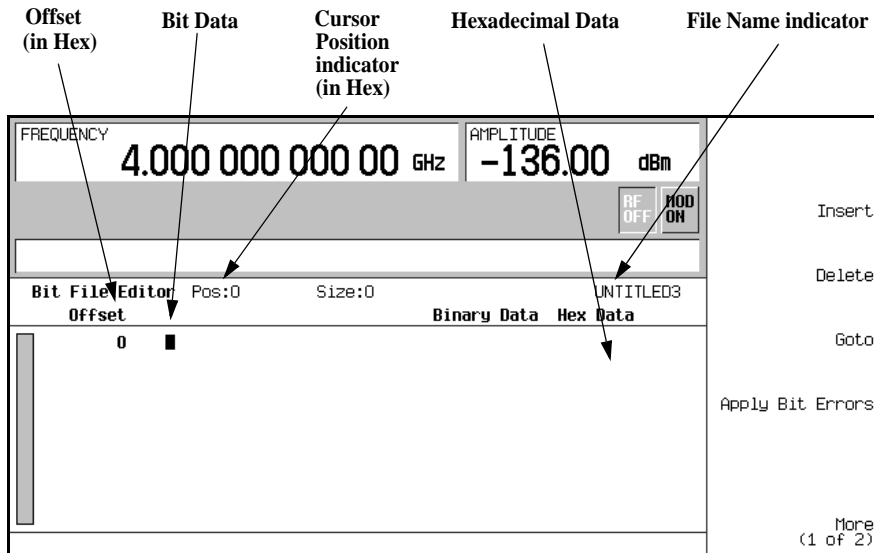 Offset
(in Hex)
Bit Data
Cursor
Position
indicator
(in Hex)
Hexadecimal Data
File Name indicator
FREQUENCY
4.000 000 000 00 GHz
AMPLITUDE
-136.00 dBm
RF
OFF
MOD
ON
Insert
Bit File Editor Pos:0 Size:0 UNTITLED3
Delete
Offset Binary Data Hex Data
0
Goto
Apply Bit Errors
More
(1 of 2)